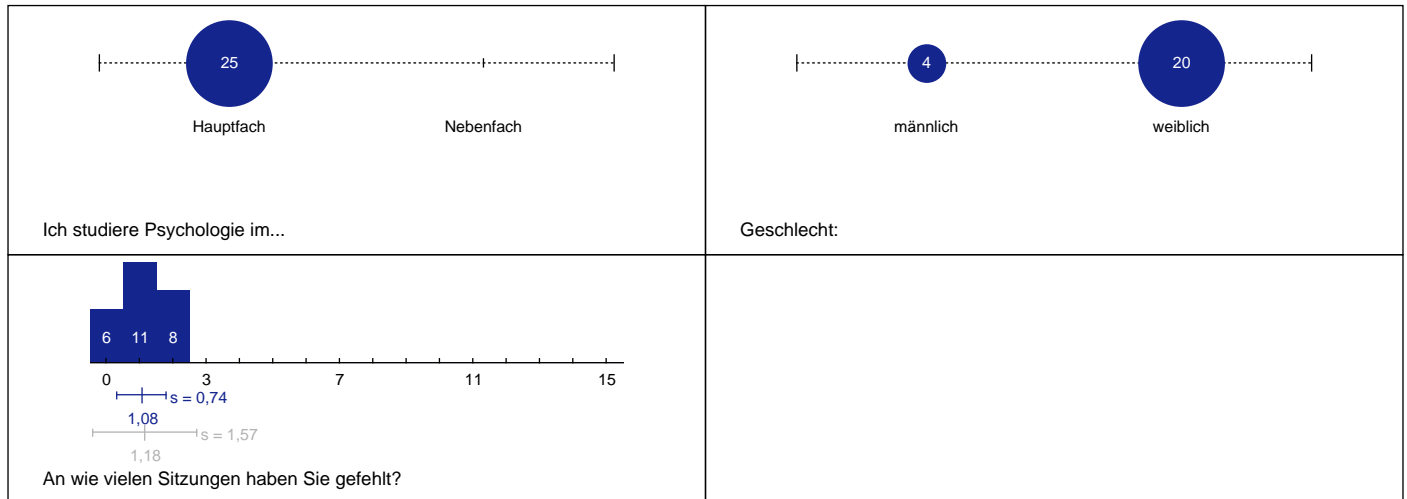 25
Hauptfach Nebenfach
Ich studiere Psychologie im...
4 20
männlich weiblich
Geschlecht:
6 11 8
0 3 7 11 15
s = 0,74
1,08
s = 1,57
1,18
An wie vielen Sitzungen haben Sie gefehlt?